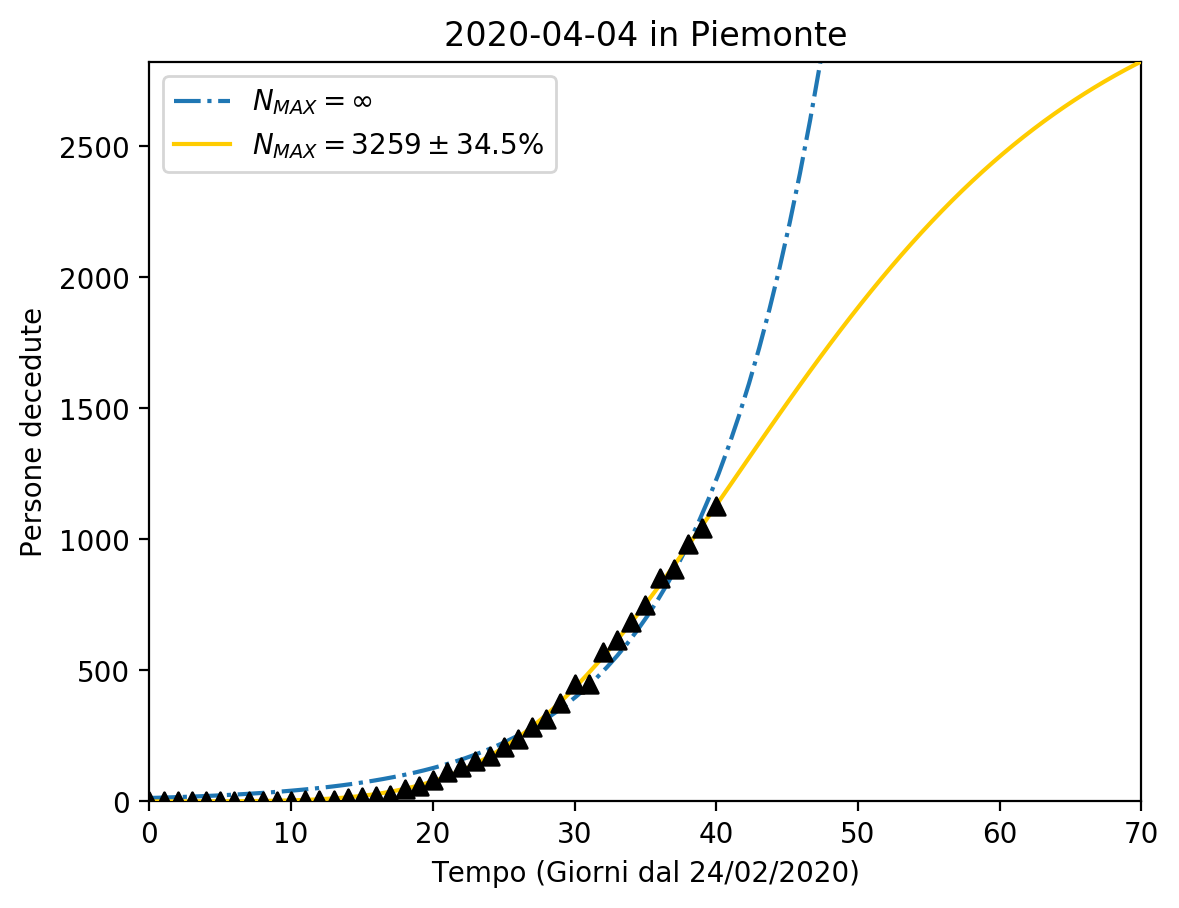 2020-04-04 in Piemonte
N_MAX = ∞
N_MAX = 3259 ± 34.5%
Persone decedute
2500
2000
1500
1000
500
0
0 10 20 30 40 50 60 70
Tempo (Giorni dal 24/02/2020)